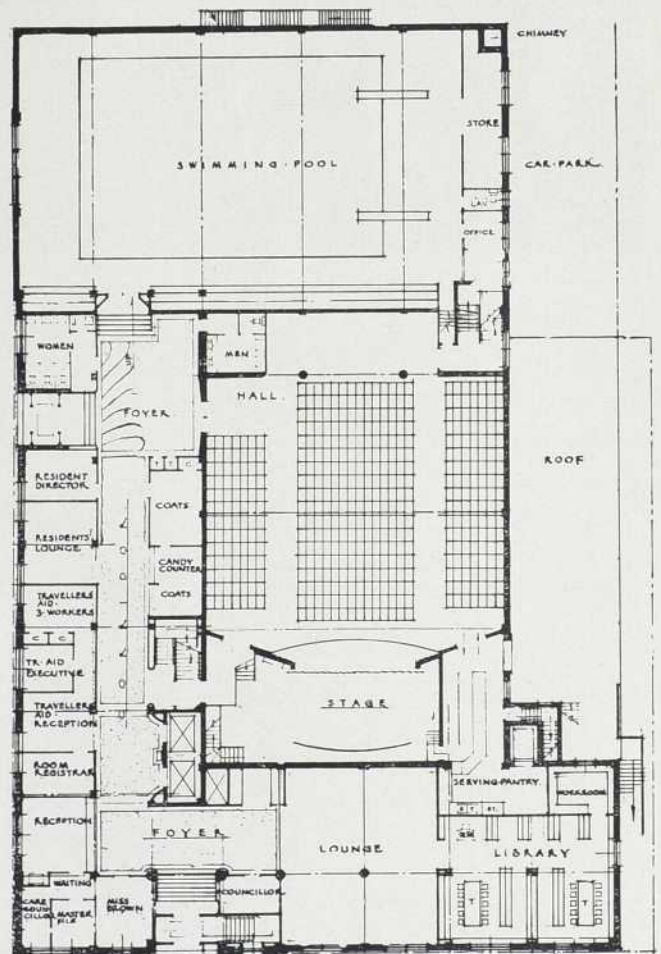 CHIMNEY
STORE
SWIMMING-POOL
CAR-PARK.
LAV
OFFICE
WOMEN
MEN
HALL.
FOYER
ROOF
RESIDENT
DIRECTOR
T. T. C.
COATS
RESIDENTS'
LOUNGE
CANDY
COUNTER
COATS
TRAVELLERS
AID-
3-WORKERS
C C
TR-AID
EXECUTIVE
STAGE
TRAVELLERS
AID-
RECEPTION
ROOM
REGISTRAR
SERVING-PANTRY.
WORKROOM
RECEPTION
FOYER
LOUNGE
LIBRARY
WAITING
COUNCILLOR
MASTER
FILE
MISS
BROWN
T
T